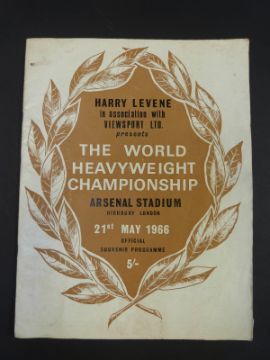 HARRY LEVENE
in association with
VIEWSPORT LTD.
presents
THE WORLD
HEAVYWEIGHT
CHAMPIONSHIP
ARSENAL STADIUM
HIGHBURY LONDON
21st MAY 1966
OFFICIAL
SOUVENIR PROGRAMME
5/-